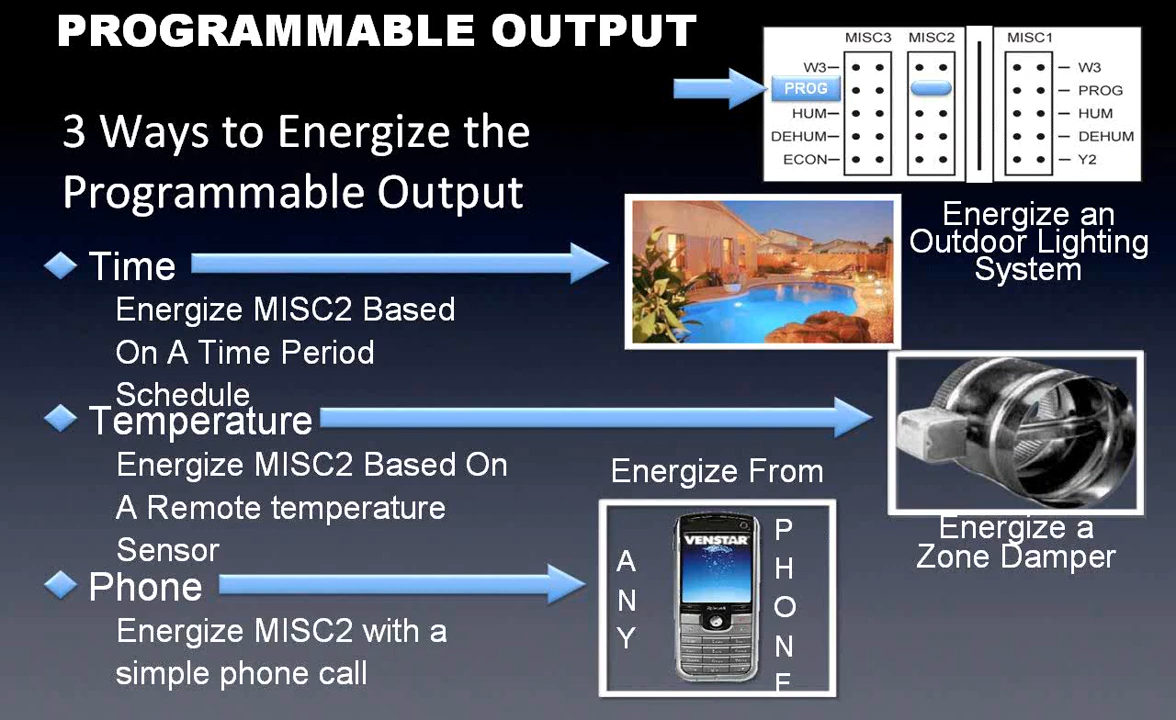 PROGRAMMABLE OUTPUT
MISC3 MISC2 MISC1
W3 W3
PROG PROG
HUM HUM
DEHUM DEHUM
ECON Y2
3 Ways to Energize the
Programmable Output
Energize an
Outdoor Lighting
System
Time
Energize MISC2 Based
On A Time Period
Schedule
Temperature
Energize MISC2 Based On
A Remote temperature
Sensor
Energize a
Zone Damper
Phone
Energize MISC2 with a
simple phone call
Energize From
ANY
VENSTAR
PHONE